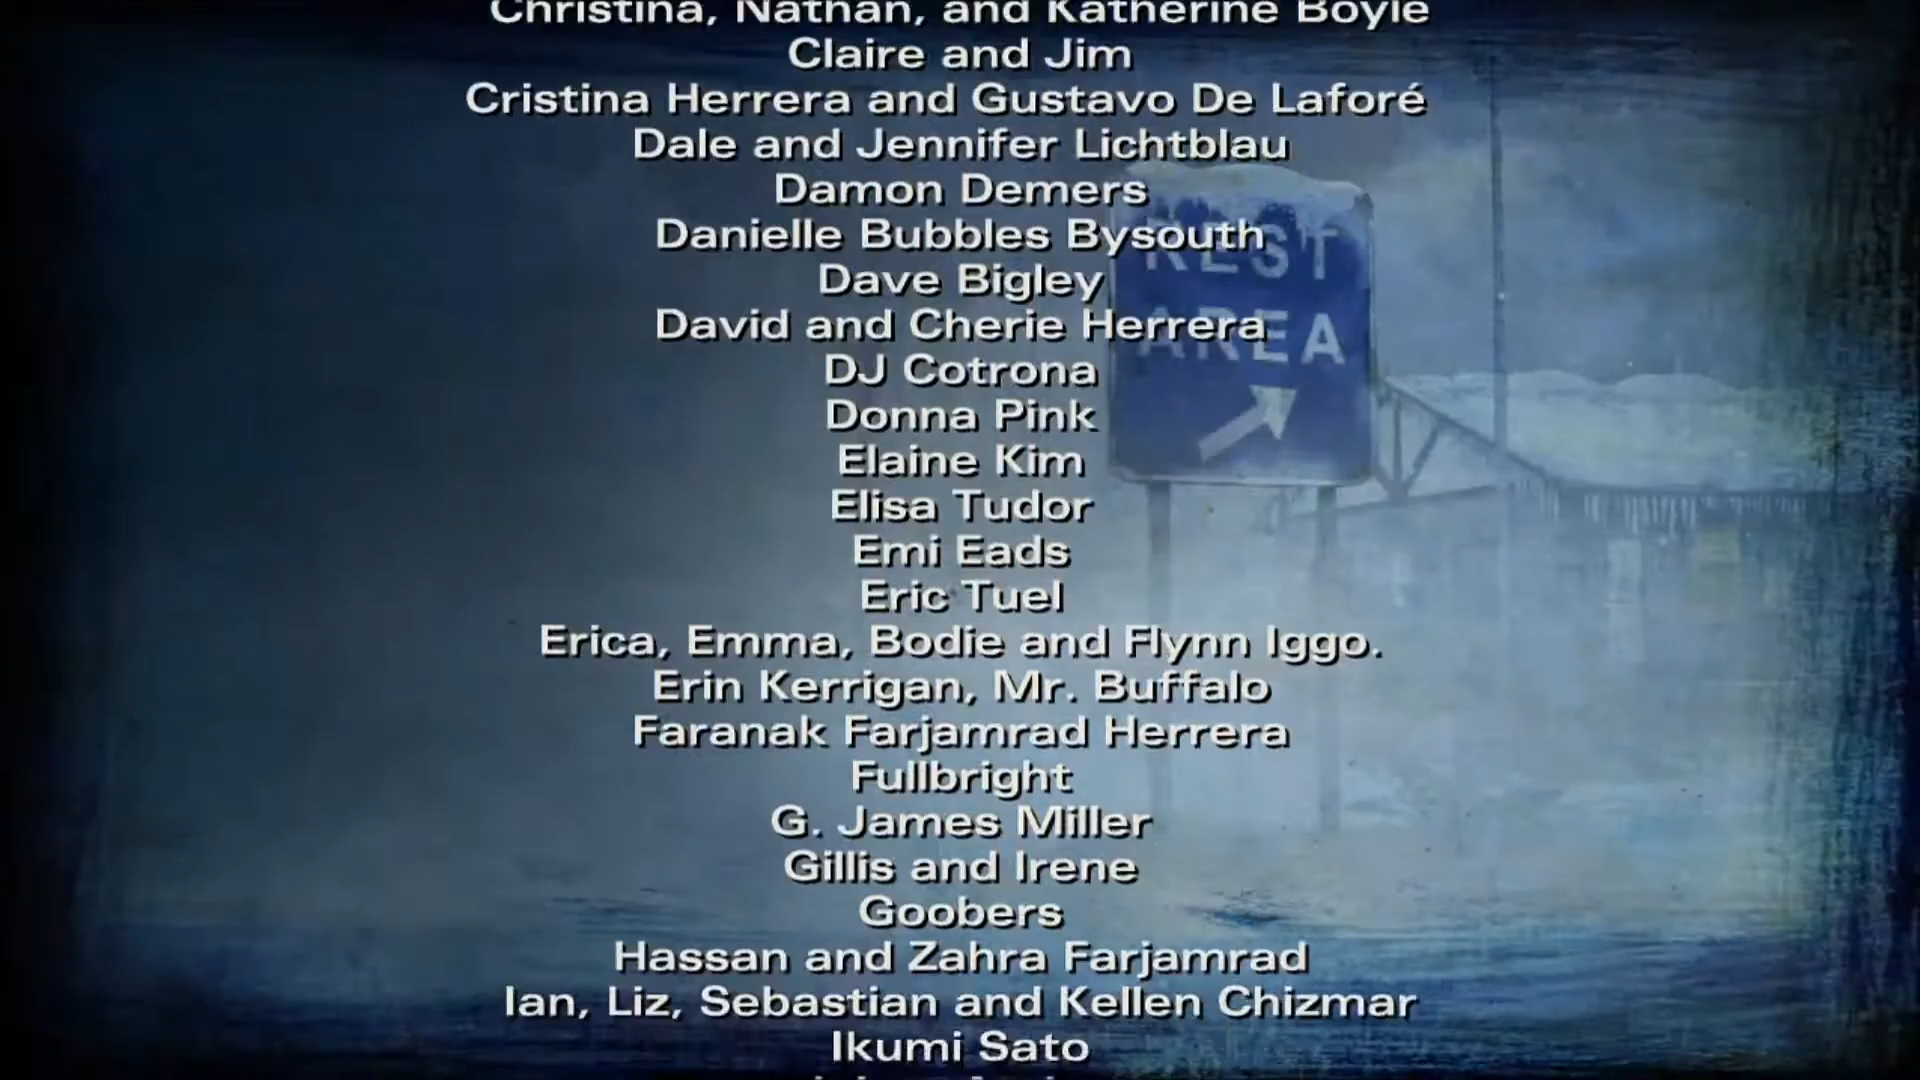 Christina, Nathan, and Katherine Boyle
Claire and Jim
Cristina Herrera and Gustavo De Laforé
Dale and Jennifer Lichtblau
Damon Demers
Danielle Bubbles Bysouth
Dave Bigley
David and Cherie Herrera
DJ Cotrona
Donna Pink
Elaine Kim
Elisa Tudor
Emi Eads
Eric Tuel
Erica, Emma, Bodie and Flynn Iggo.
Erin Kerrigan, Mr. Buffalo
Faranak Farjamrad Herrera
Fullbright
G. James Miller
Gillis and Irene
Goobers
Hassan and Zahra Farjamrad
Ian, Liz, Sebastian and Kellen Chizmar
Ikumi Sato
REST
AREA